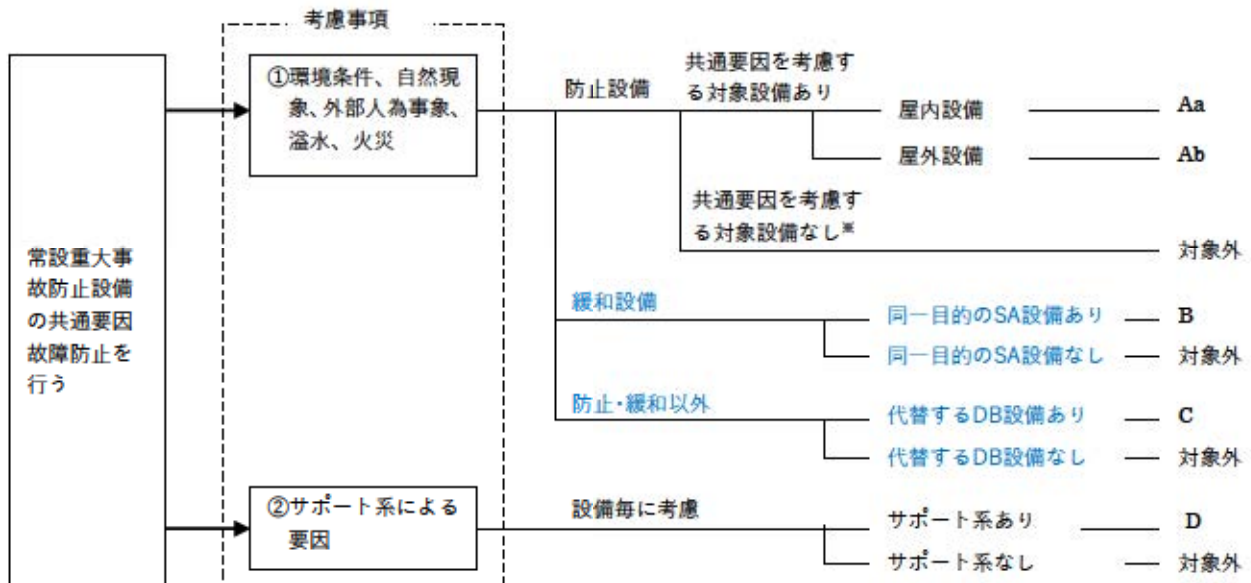 考慮事項
常設重大事
故防止設備
の共通要因
故障防止を
行う
①環境条件、自然現
象、外部人為事象、
溢水、火災
防止設備
共通要因を考慮す
る対象設備あり
屋内設備
Aa
屋外設備
Ab
共通要因を考慮す
る対象設備なし※
対象外
緩和設備
同一目的のSA設備あり
B
同一目的のSA設備なし
対象外
防止・緩和以外
代替するDB設備あり
C
代替するDB設備なし
対象外
②サポート系による
要因
設備毎に考慮
サポート系あり
D
サポート系なし
対象外